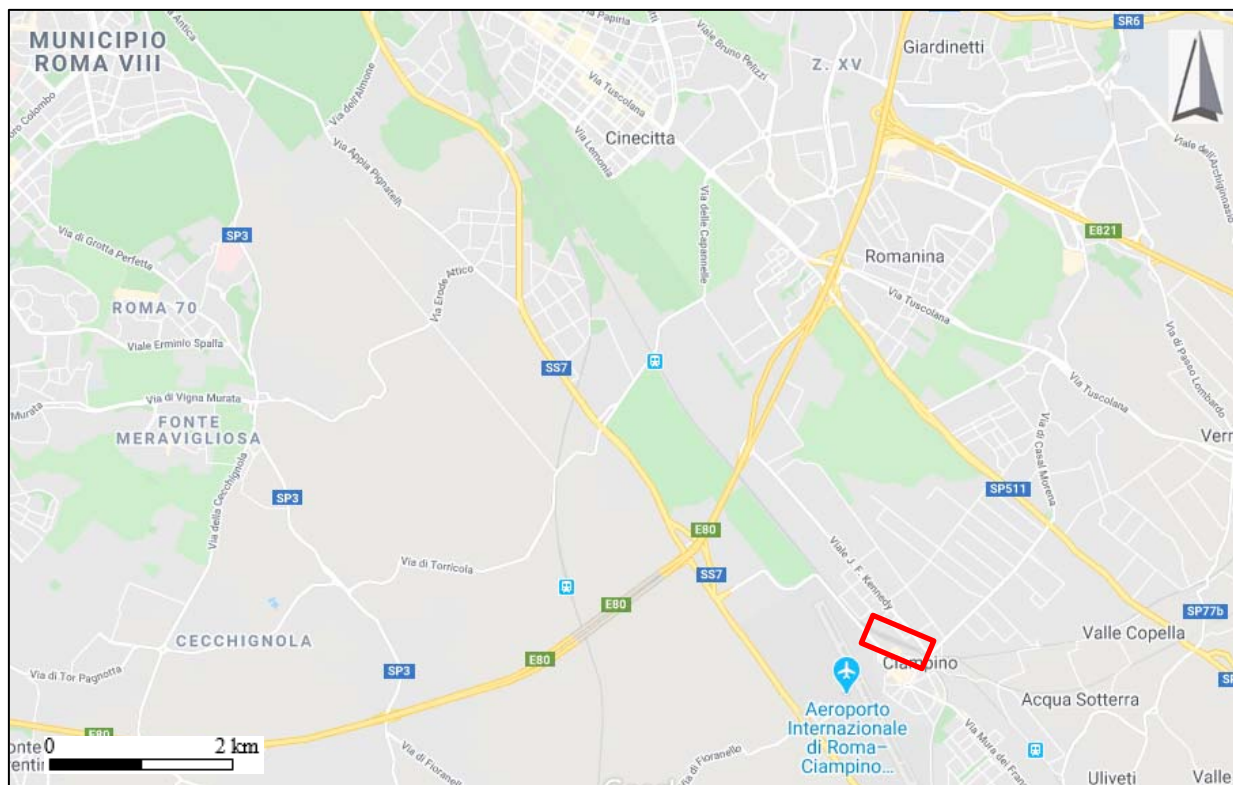 MUNICIPIO
ROMA VIII
Via Papiria
Viale Bruno Pelizzi
Z. XV
Giardinetti
SR6
Via Tuscolana
Via dell'Almone
Via Appia Pignatelli
Cinecitta
Via Lemonia
Via delle Capannelle
Viale dell'Archiginnasio
Via di Grotta Perfetta
SP3
E821
Romanina
Via Erode Attico
ROMA 70
Via Tuscolana
Viale Erminio Spalla
SS7
Via di Passo Lombardo
Via di Vigna Murata
Murata
Via Tuscolana
FONTE
MERAVIGLIOSA
Via della Cecchignola
Via di Casal Morena
SP511
SP3
E80
Via di Torricola
Viale J. F. Kennedy
SS7
E80
SP77b
CECCHIGNOLA
Valle Copella
E80
Ciampino
Via di Tor Pagnotta
SP3
Acqua Sotterra
Aeroporto
Internazionale
di Roma–
Ciampino...
E80
0 2 km
Via di Fioranello
Via di Fioranello
Via Mura dei Fran
Uliveti
Valle